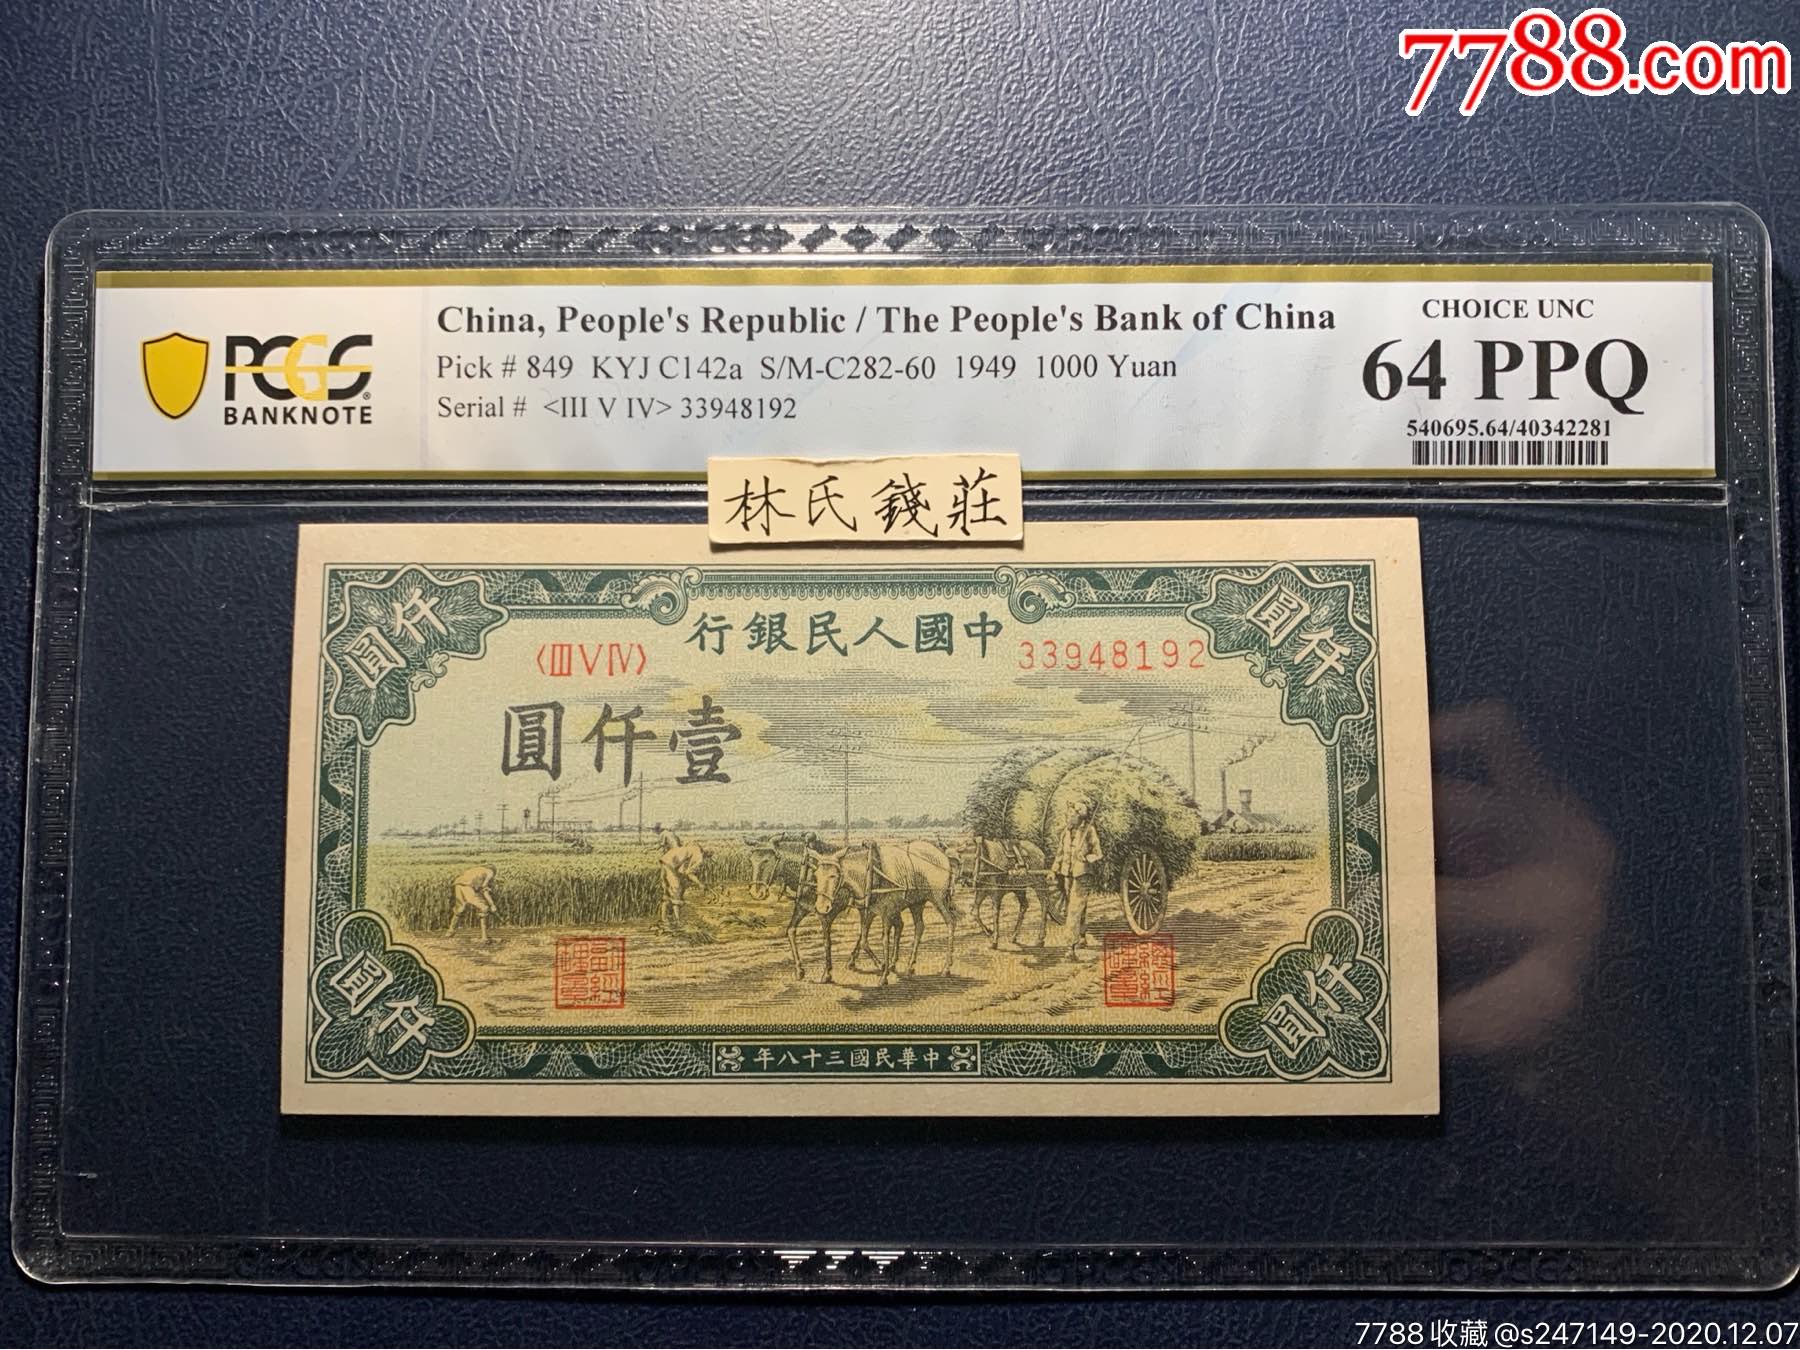 7788.com
PCGS
BANKNOTE
China, People's Republic / The People's Bank of China
Pick # 849 KYJ C142a S/M-C282-60 1949 1000 Yuan
Serial # <III V IV> 33948192
CHOICE UNC
64 PPQ
540695.64/40342281
林氏錢莊
仟圓
圓仟
行銀民人國中
〈III V IV〉
33948192
圓仟壹
圓仟
仟圓
年八十三國民華中
7788收藏@s247149-2020.12.07